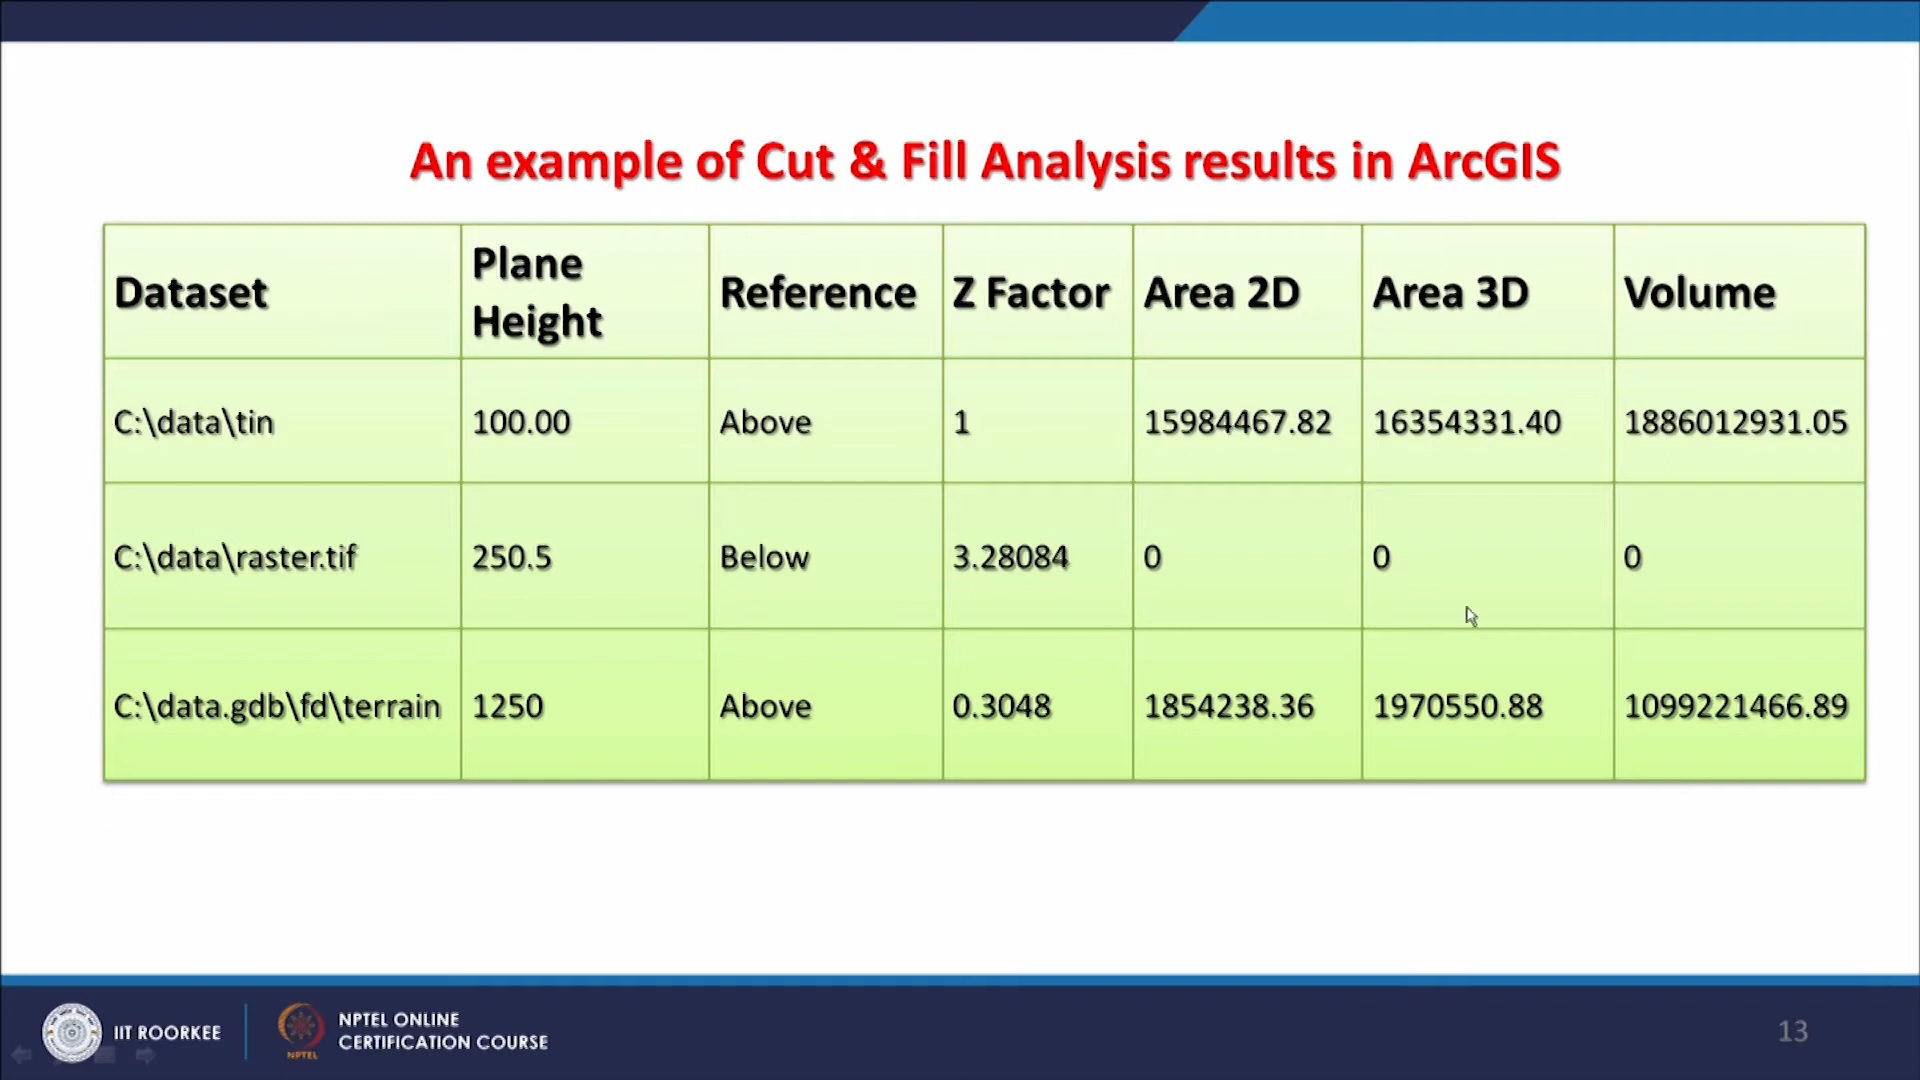 An example of Cut & Fill Analysis results in ArcGIS
Dataset Plane Height Reference Z Factor Area 2D Area 3D Volume
C:\data\tin 100.00 Above 1 15984467.82 16354331.40 1886012931.05
C:\data\raster.tif 250.5 Below 3.28084 0 0 0
C:\data.gdb\fd\terrain 1250 Above 0.3048 1854238.36 1970550.88 1099221466.89
IIT ROORKEE
NPTEL
NPTEL ONLINE
CERTIFICATION COURSE
13